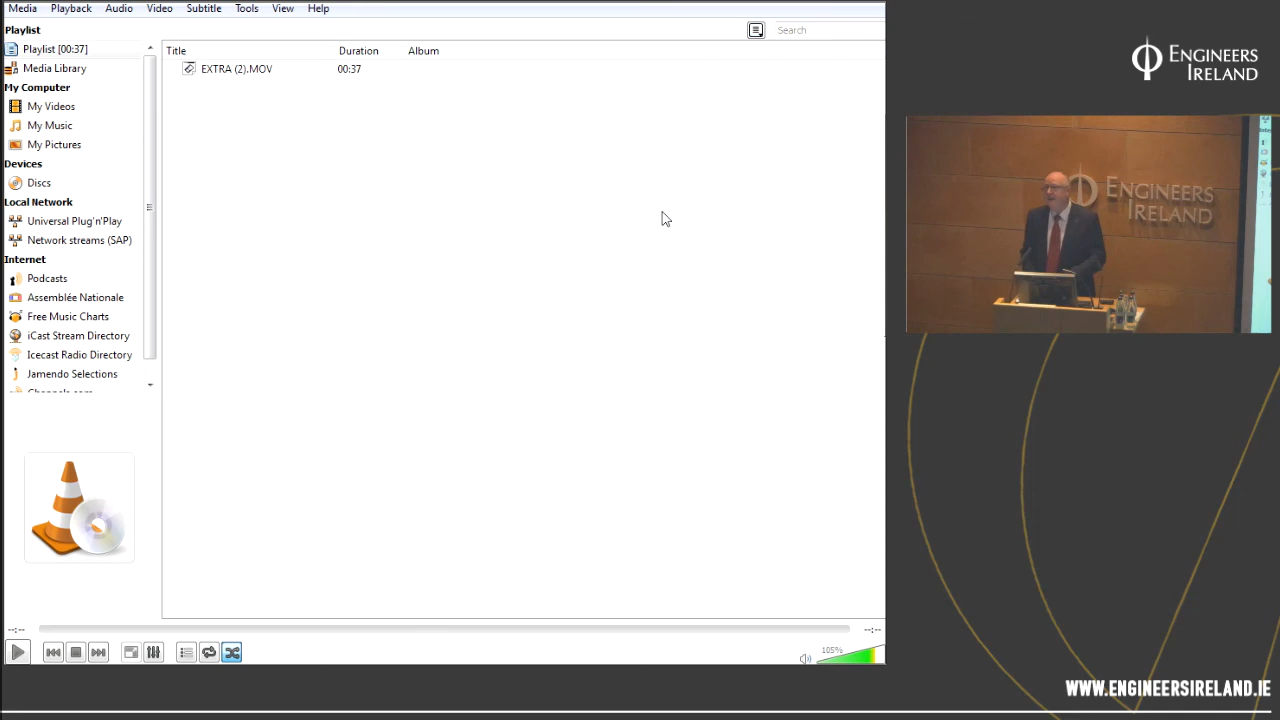 Media Playback Audio Video Subtitle Tools View Help
Playlist
Search
Playlist [00:37]
Media Library
My Computer
My Videos
My Music
My Pictures
Devices
Discs
Local Network
Universal Plug'n'Play
Network streams (SAP)
Internet
Podcasts
Assemblée Nationale
Free Music Charts
iCast Stream Directory
Icecast Radio Directory
Jamendo Selections
Title Duration Album
EXTRA (2).MOV 00:37
--:-- --:--
105%
ENGINEERS
IRELAND
ENGINEERS
IRELAND
WWW.ENGINEERSIRELAND.IE